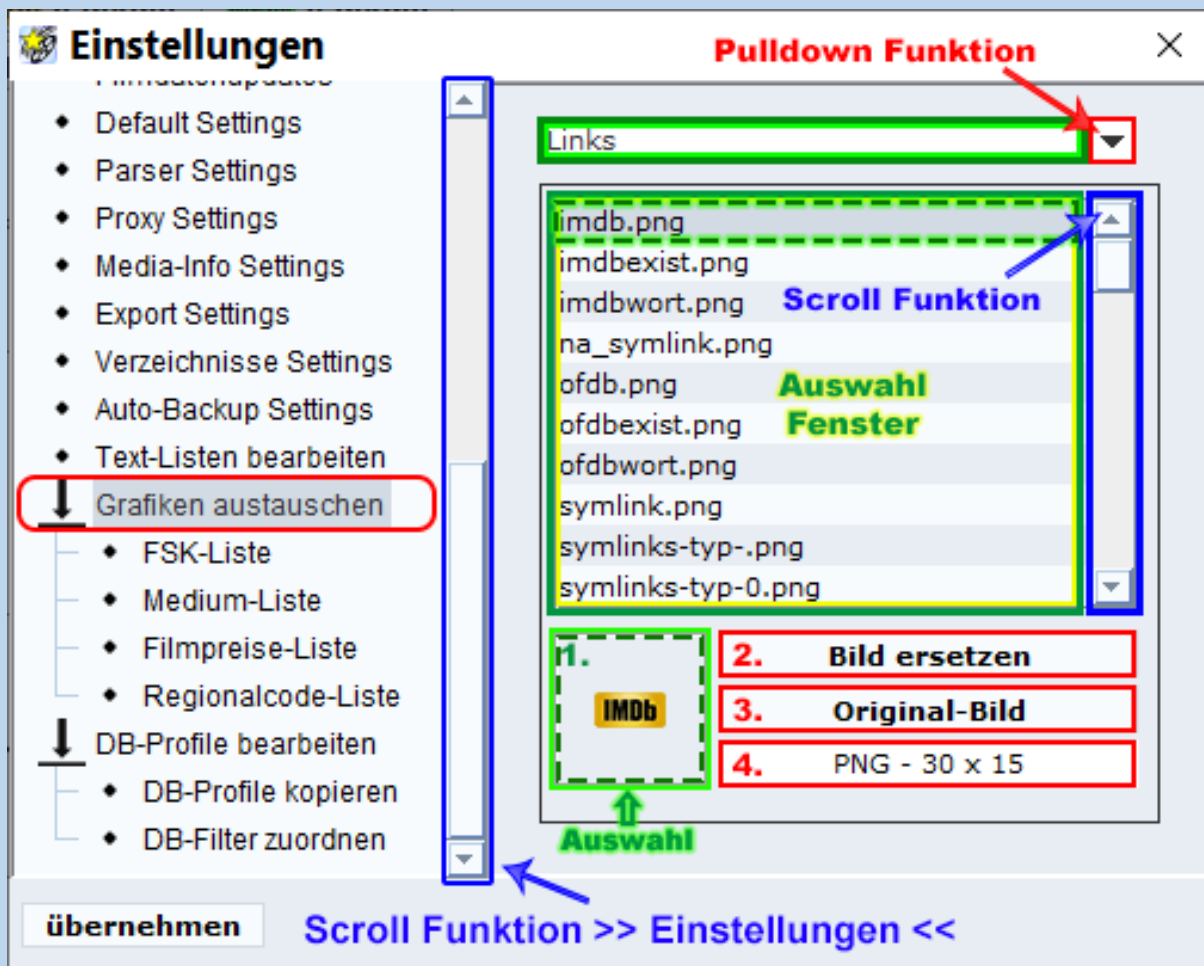 Einstellungen
Pulldown Funktion
Default Settings
Parser Settings
Proxy Settings
Media-Info Settings
Export Settings
Verzeichnisse Settings
Auto-Backup Settings
Text-Listen bearbeiten
Grafiken austauschen
FSK-Liste
Medium-Liste
Filmpreise-Liste
Regionalcode-Liste
DB-Profile bearbeiten
DB-Profile kopieren
DB-Filter zuordnen
Links
imdb.png
imdbexist.png
imdbwort.png
Scroll Funktion
na_symlink.png
ofdb.png
Auswahl
Fenster
ofdbexist.png
ofdbwort.png
symlink.png
symlinks-typ-.png
symlinks-typ-0.png
1.
IMDb
2. Bild ersetzen
3. Original-Bild
4. PNG - 30 x 15
Auswahl
übernehmen
Scroll Funktion >> Einstellungen <<